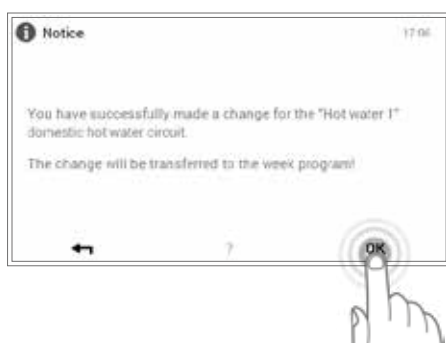 Notice
17:06
You have successfully made a change for the "Hot water 1"
domestic hot water circuit.
The change will be transferred to the week program!
?
OK